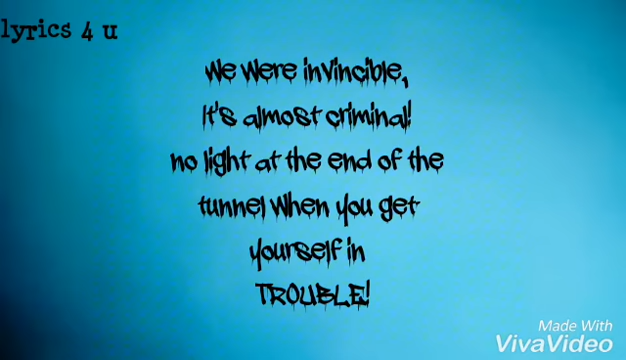 lyrics 4 u
We were invincible,
It's almost criminal!
no light at the end of the
tunnel when you get
yourself in
TROUBLE!
Made With
VivaVideo